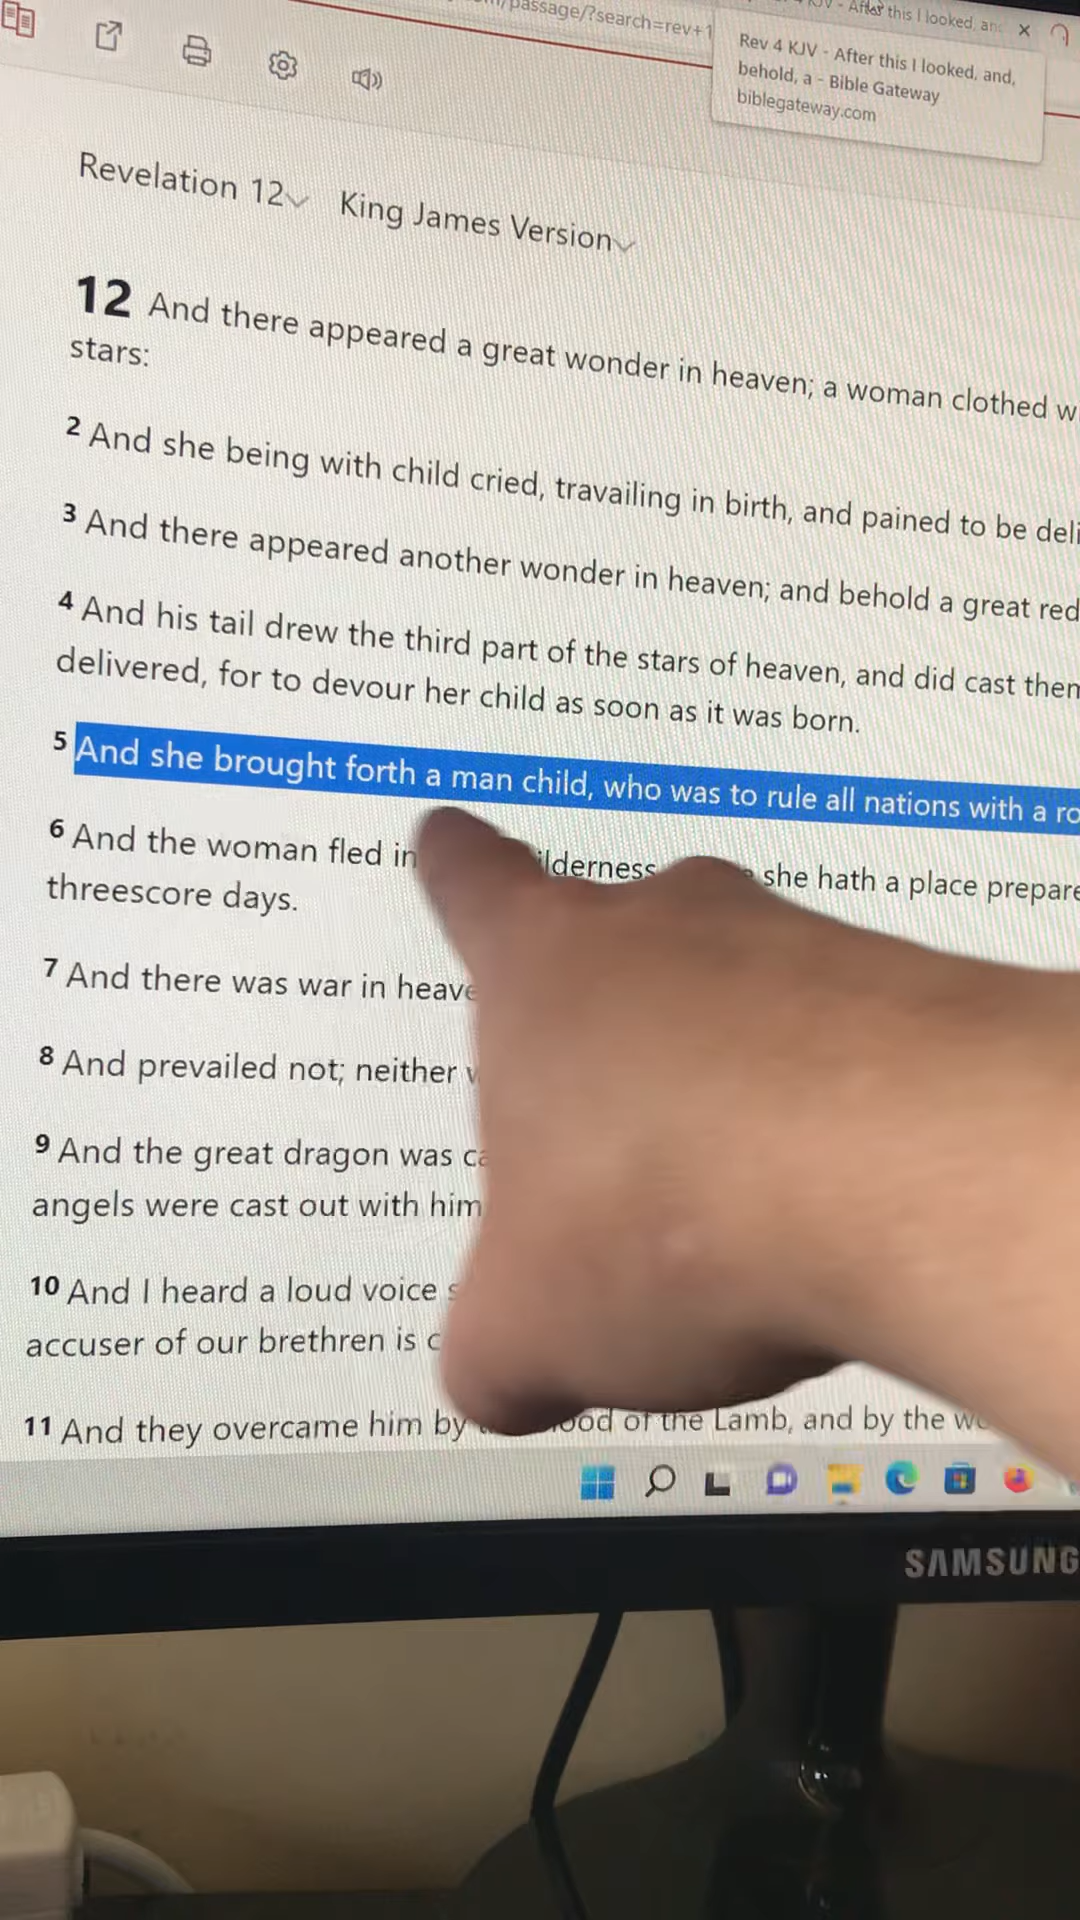 /passage/?search=rev+1
this I looked, an
Rev 4 KJV - After this I looked, and,
behold, a - Bible Gateway
biblegateway.com
Revelation 12 King James Version
12 And there appeared a great wonder in heaven; a woman clothed w
stars:
2 And she being with child cried, travailing in birth, and pained to be deli
3 And there appeared another wonder in heaven; and behold a great red
4 And his tail drew the third part of the stars of heaven, and did cast them
delivered, for to devour her child as soon as it was born.
5 And she brought forth a man child, who was to rule all nations with a ro
6 And the woman fled in ilderness she hath a place prepare
threescore days.
7 And there was war in heave
8 And prevailed not; neither
9 And the great dragon was ca
angels were cast out with him
10 And I heard a loud voice s
accuser of our brethren is c
11 And they overcame him by ood of the Lamb, and by the wo
SAMSUNG